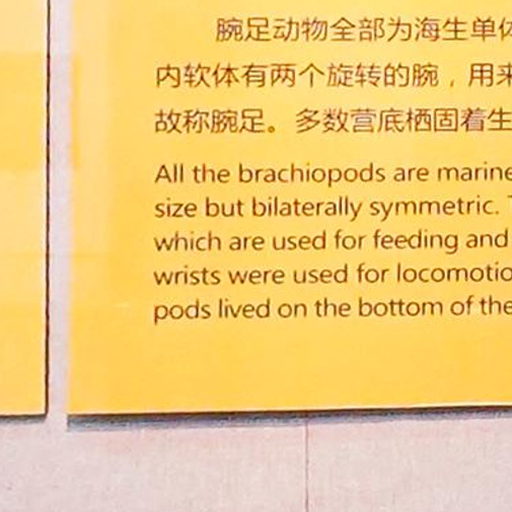 腕足动物全部为海生单体
内软体有两个旋转的腕，用来
故称腕足。多数营底栖固着生
All the brachiopods are marine
size but bilaterally symmetric.
which are used for feeding and
wrists were used for locomotio
pods lived on the bottom of the